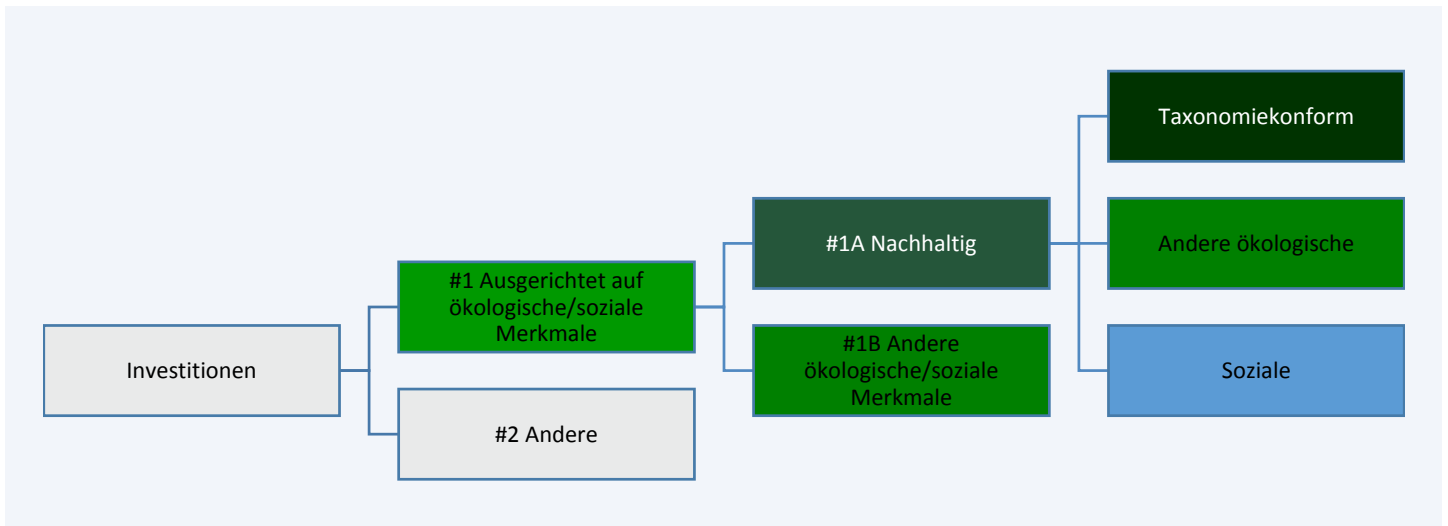 Investitionen
#1 Ausgerichtet auf
ökologische/soziale
Merkmale
#2 Andere
#1A Nachhaltig
#1B Andere
ökologische/soziale
Merkmale
Taxonomiekonform
Andere ökologische
Soziale